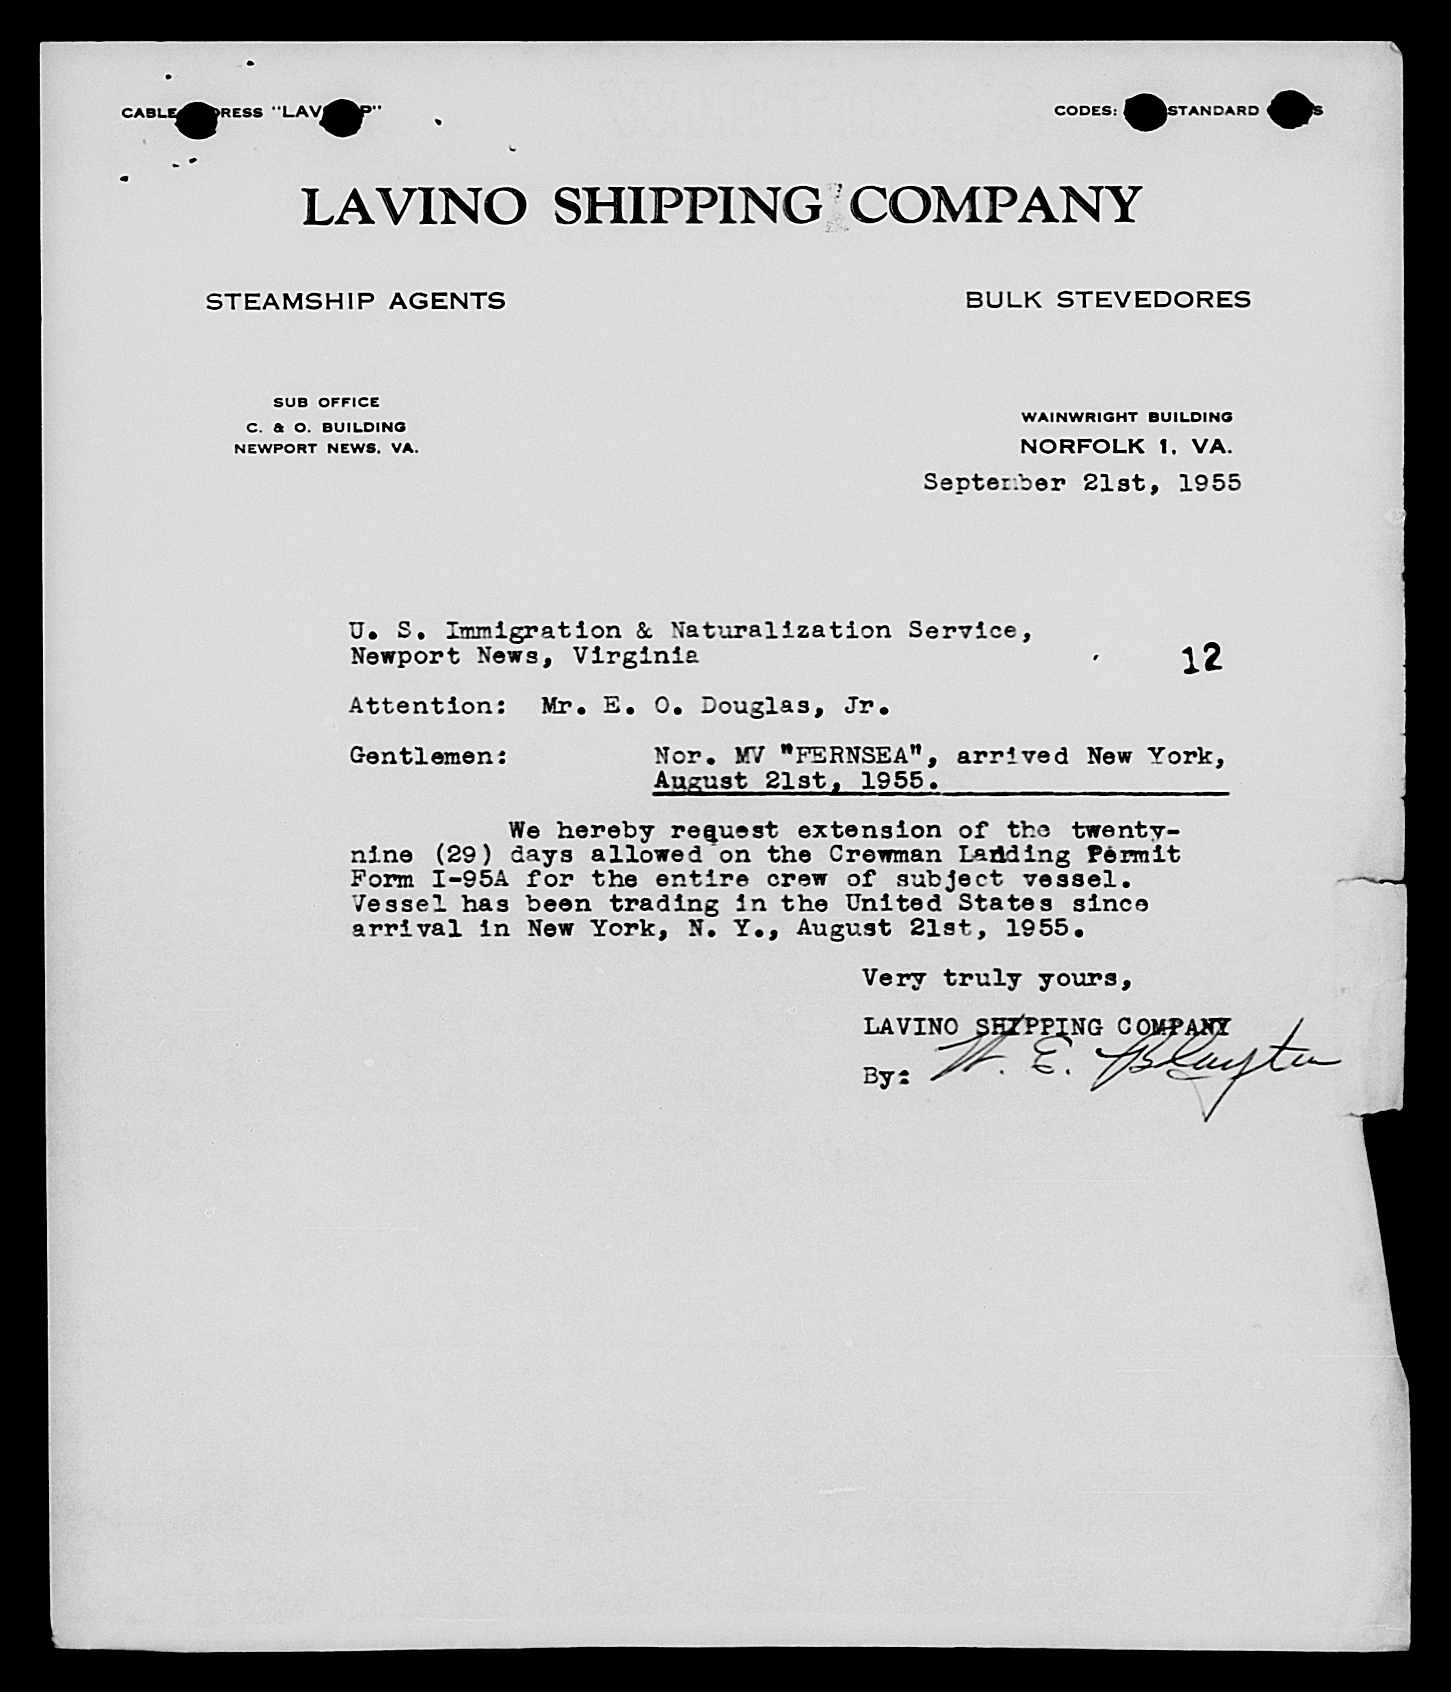 CABLE ADDRESS "LAVSHIP"
CODES: STANDARD
LAVINO SHIPPING COMPANY
STEAMSHIP AGENTS
BULK STEVEDORES
SUB OFFICE
C. & O. BUILDING
NEWPORT NEWS, VA.
WAINWRIGHT BUILDING
NORFOLK 1, VA.
September 21st, 1955
U. S. Immigration & Naturalization Service,
Newport News, Virginia
12
Attention: Mr. E. O. Douglas, Jr.
Gentlemen: Nor. MV "FERNSEA", arrived New York,
August 21st, 1955.
We hereby request extension of the twenty-
nine (29) days allowed on the Crewman Landing Permit
Form I-95A for the entire crew of subject vessel.
Vessel has been trading in the United States since
arrival in New York, N. Y., August 21st, 1955.
Very truly yours,
LAVINO SHIPPING COMPANY
By: